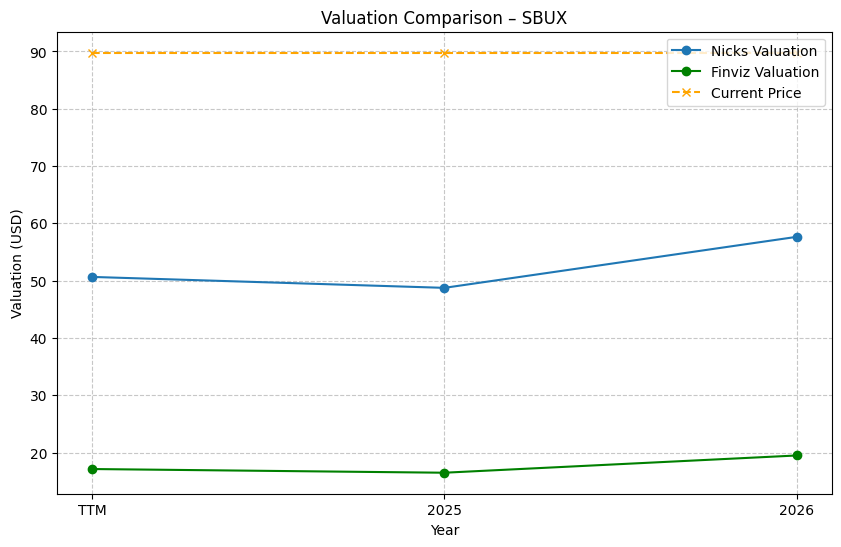 Valuation Comparison – SBUX
Nicks Valuation
Finviz Valuation
Current Price
Valuation (USD)
90
80
70
60
50
40
30
20
TTM
2025
2026
Year